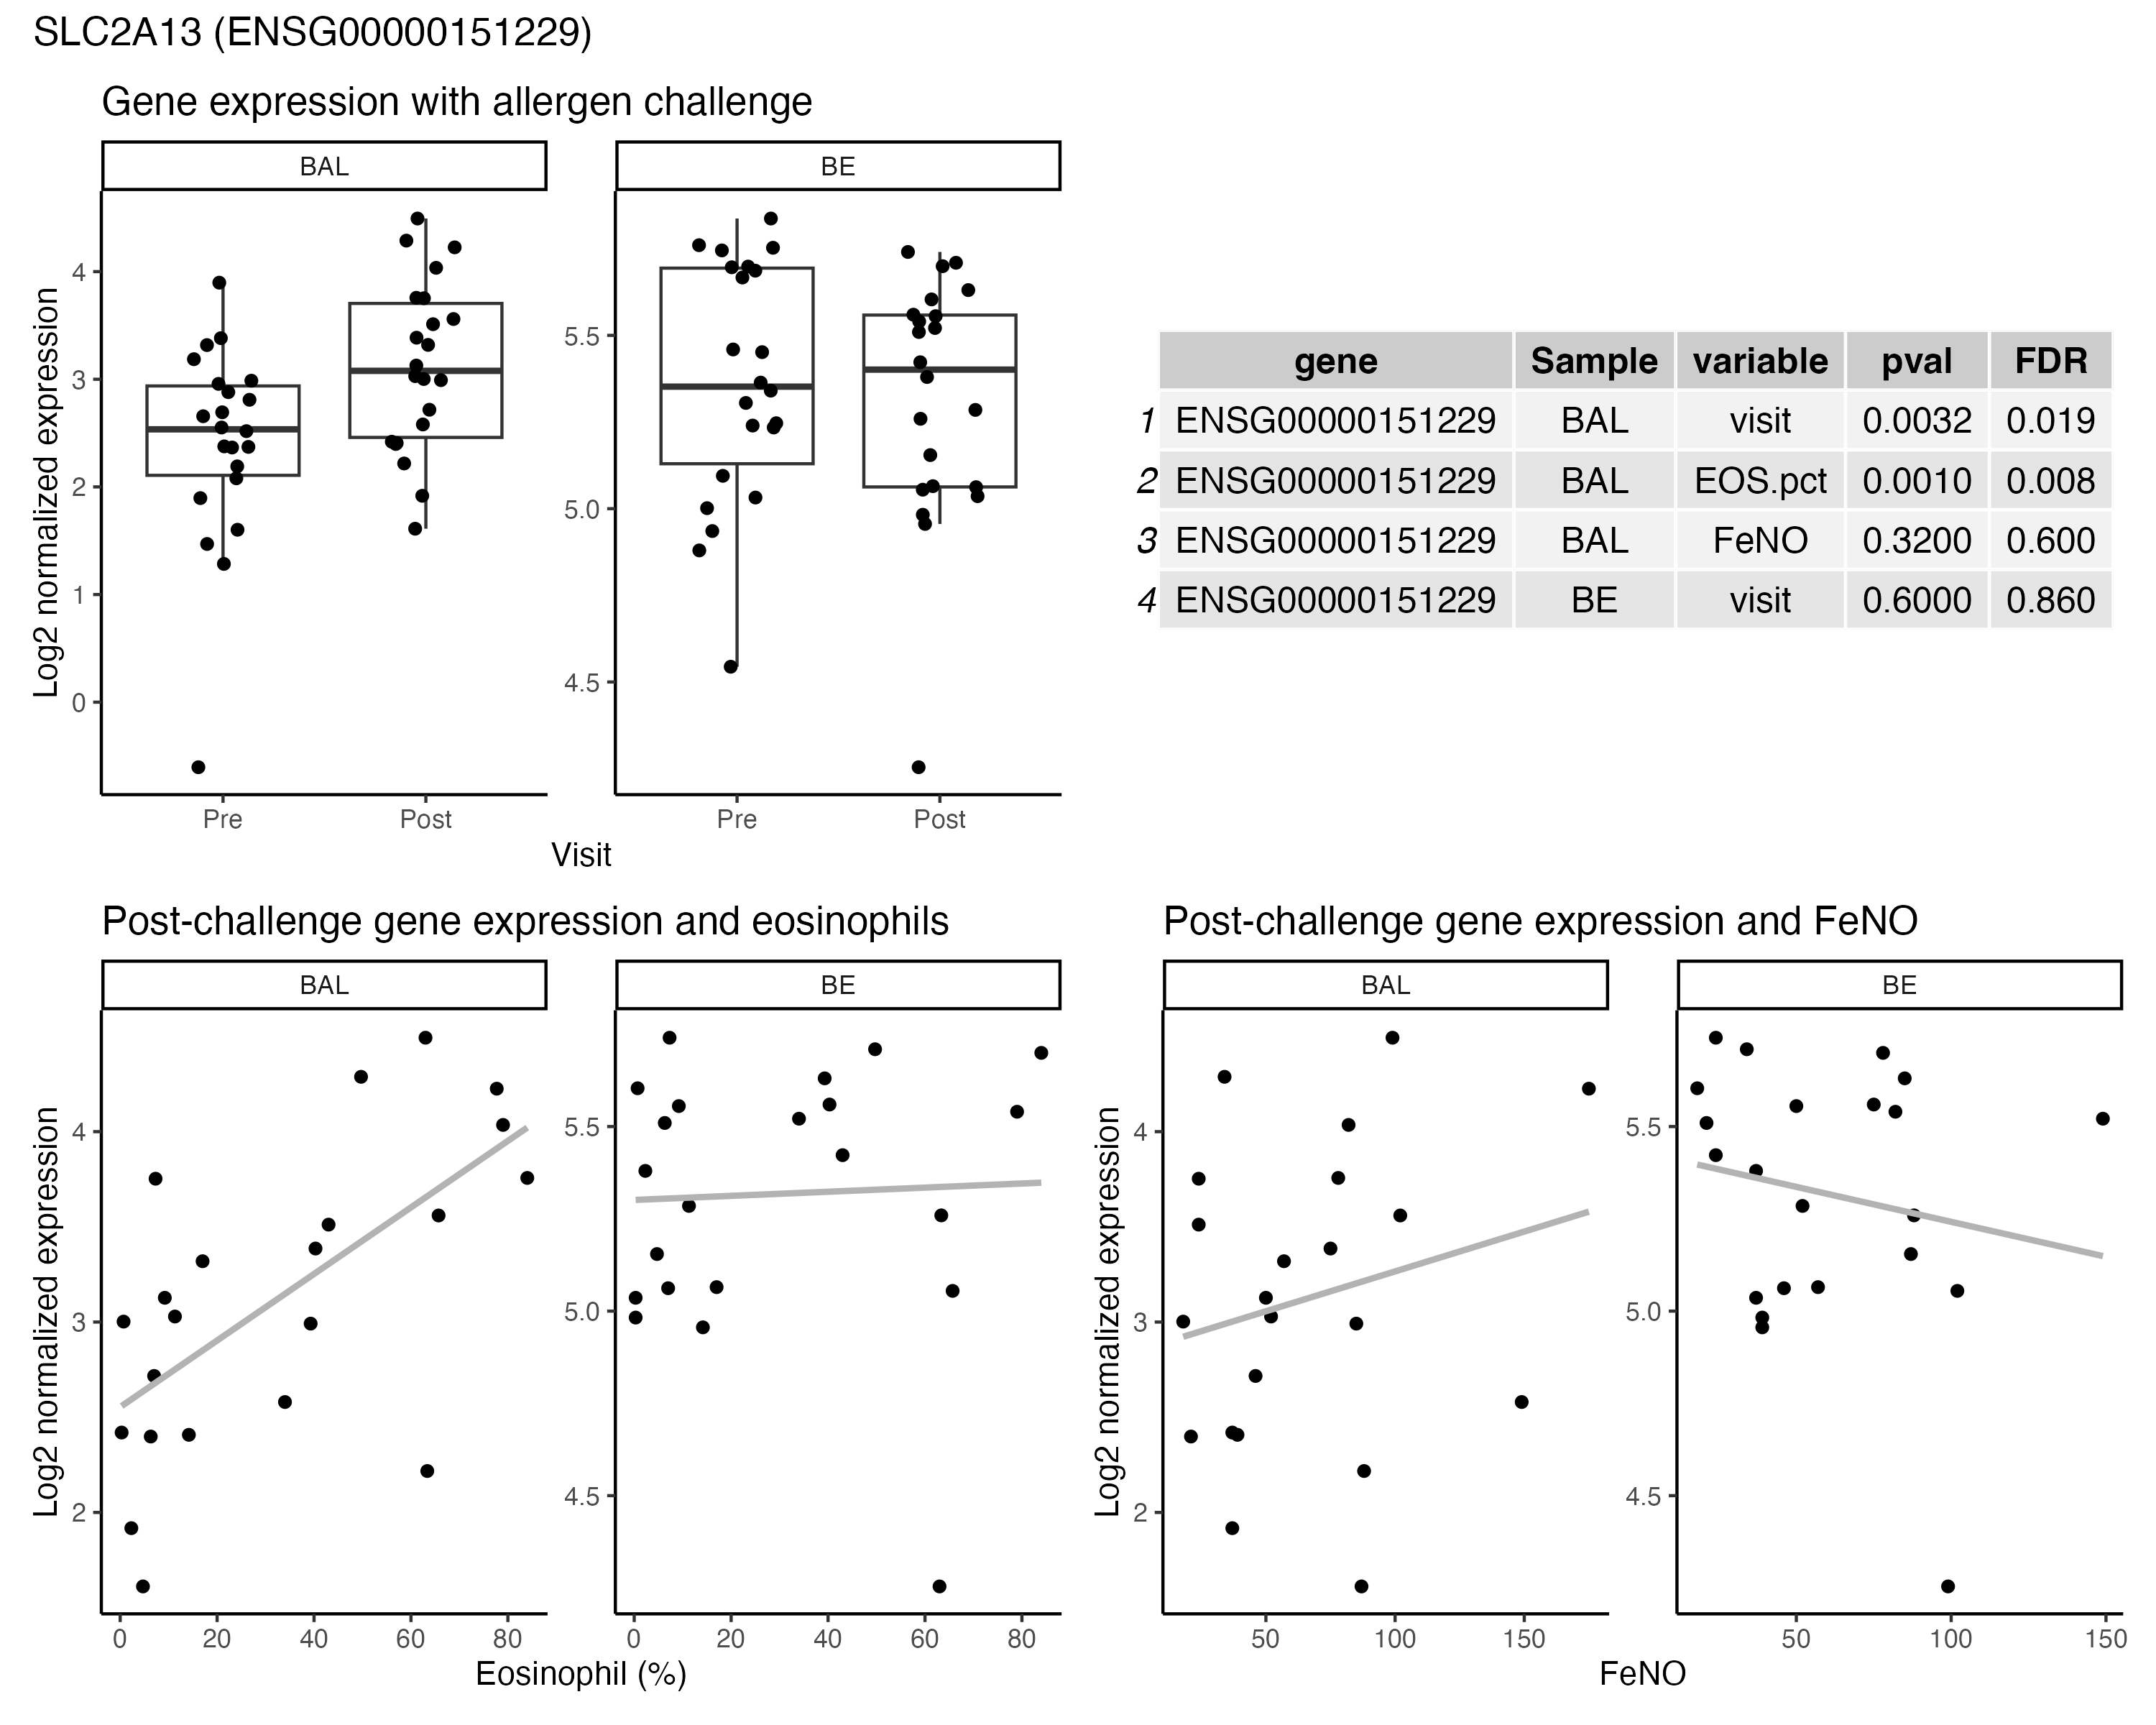 SLC2A13 (ENSG00000151229)
Gene expression with allergen challenge
BAL
BE
Log2 normalized expression
4
3
2
1
0
5.5
5.0
4.5
Pre
Post
Pre
Post
Visit
gene Sample variable pval FDR
1 ENSG00000151229 BAL visit 0.0032 0.019
2 ENSG00000151229 BAL EOS.pct 0.0010 0.008
3 ENSG00000151229 BAL FeNO 0.3200 0.600
4 ENSG00000151229 BE visit 0.6000 0.860
Post-challenge gene expression and eosinophils
BAL
BE
Log2 normalized expression
4
3
2
5.5
5.0
4.5
0 20 40 60 80
0 20 40 60 80
Eosinophil (%)
Post-challenge gene expression and FeNO
BAL
BE
Log2 normalized expression
4
3
2
5.5
5.0
4.5
50 100 150
50 100 150
FeNO